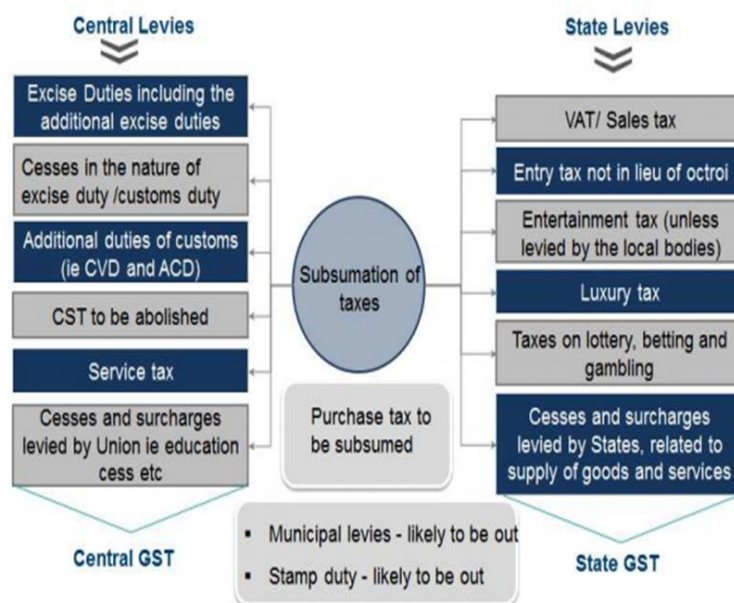 Central Levies
Excise Duties including the
additional excise duties
Cesses in the nature of
excise duty /customs duty
Additional duties of customs
(ie CVD and ACD)
CST to be abolished
Service tax
Cesses and surcharges
levied by Union ie education
cess etc
Central GST
Subsumation of
taxes
Purchase tax to
be subsumed
▪ Municipal levies - likely to be out
▪ Stamp duty - likely to be out
State Levies
VAT/ Sales tax
Entry tax not in lieu of octroi
Entertainment tax (unless
levied by the local bodies)
Luxury tax
Taxes on lottery, betting and
gambling
Cesses and surcharges
levied by States, related to
supply of goods and services
State GST